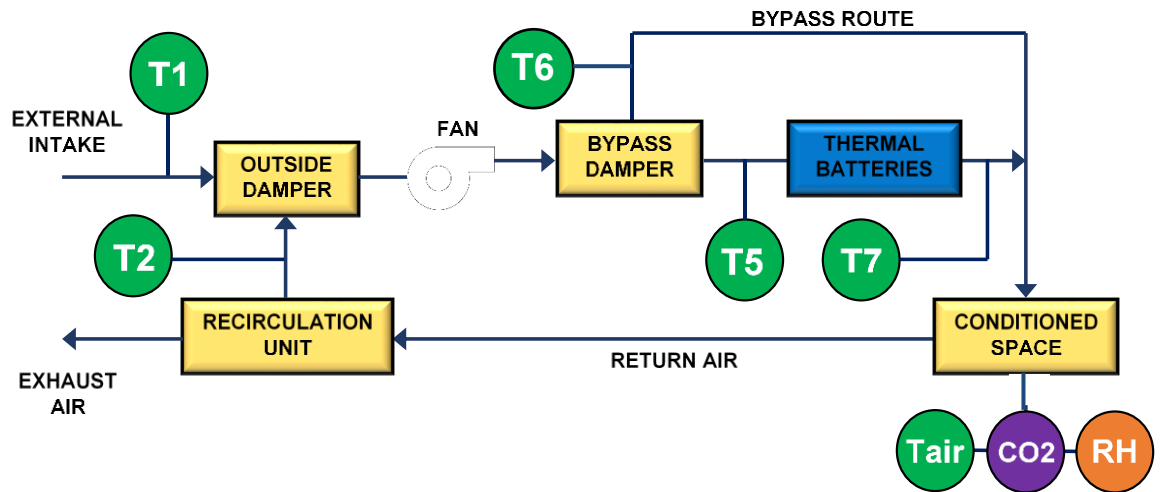 BYPASS ROUTE
T1
T6
EXTERNAL
INTAKE
FAN
OUTSIDE
DAMPER
BYPASS
DAMPER
THERMAL
BATTERIES
T2
T5
T7
RECIRCULATION
UNIT
CONDITIONED
SPACE
RETURN AIR
EXHAUST
AIR
Tair
CO2
RH